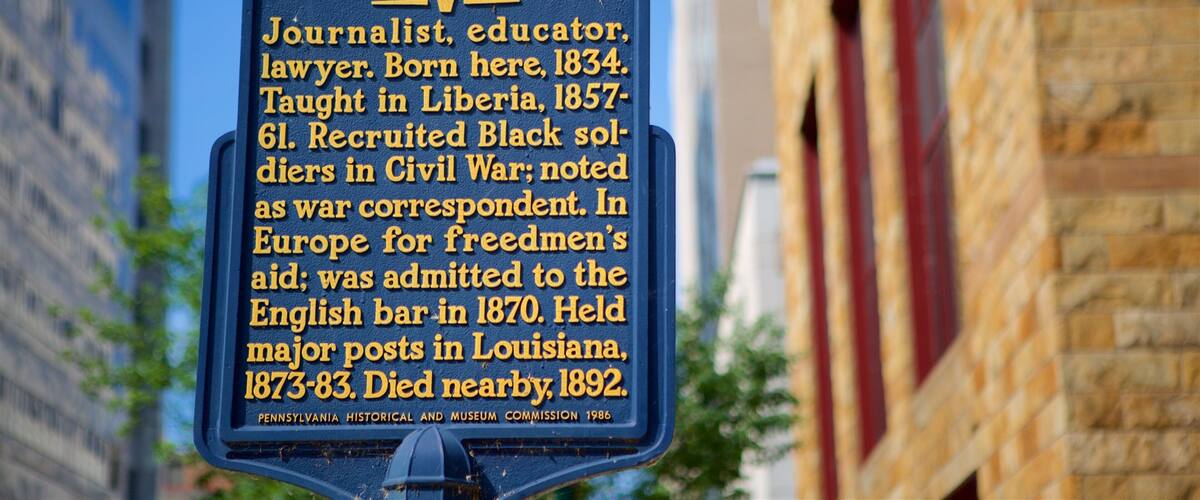 Journalist, educator,
lawyer. Born here, 1834.
Taught in Liberia, 1857-
61. Recruited Black sol-
diers in Civil War; noted
as war correspondent. In
Europe for freedmen's
aid; was admitted to the
English bar in 1870. Held
major posts in Louisiana,
1873-83. Died nearby, 1892.
PENNSYLVANIA HISTORICAL AND MUSEUM COMMISSION 1986